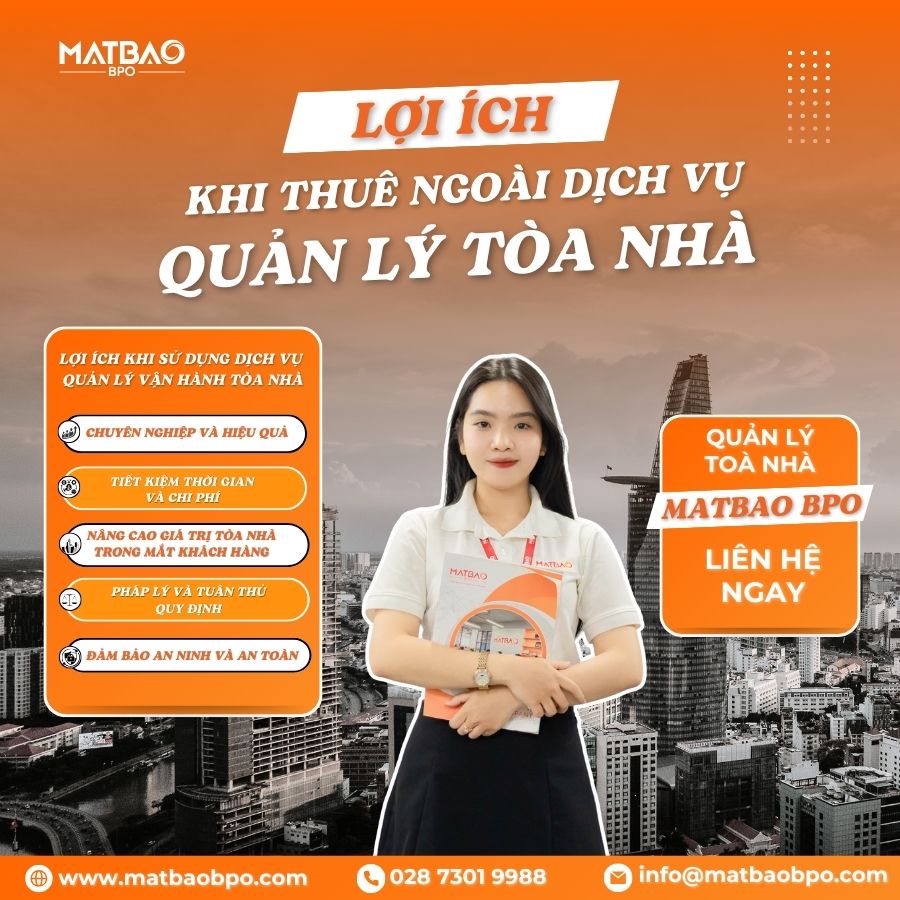 MATBAO
BPO
LỢI ÍCH
KHI THUÊ NGOÀI DỊCH VỤ
QUẢN LÝ TÒA NHÀ
LỢI ÍCH KHI SỬ DỤNG DỊCH VỤ
QUẢN LÝ VẬN HÀNH TÒA NHÀ
CHUYÊN NGHIỆP VÀ HIỆU QUẢ
TIẾT KIỆM THỜI GIAN
VÀ CHI PHÍ
NÂNG CAO GIÁ TRỊ TÒA NHÀ
TRONG MẮT KHÁCH HÀNG
PHÁP LÝ VÀ TUÂN THỦ
QUY ĐỊNH
ĐẢM BẢO AN NINH VÀ AN TOÀN
QUẢN LÝ
TOÀ NHÀ
MATBAO BPO
LIÊN HỆ
NGAY
MATBAO
MATBAO
MATBAO
www.matbaobpo.com
028 7301 9988
info@matbaobpo.com